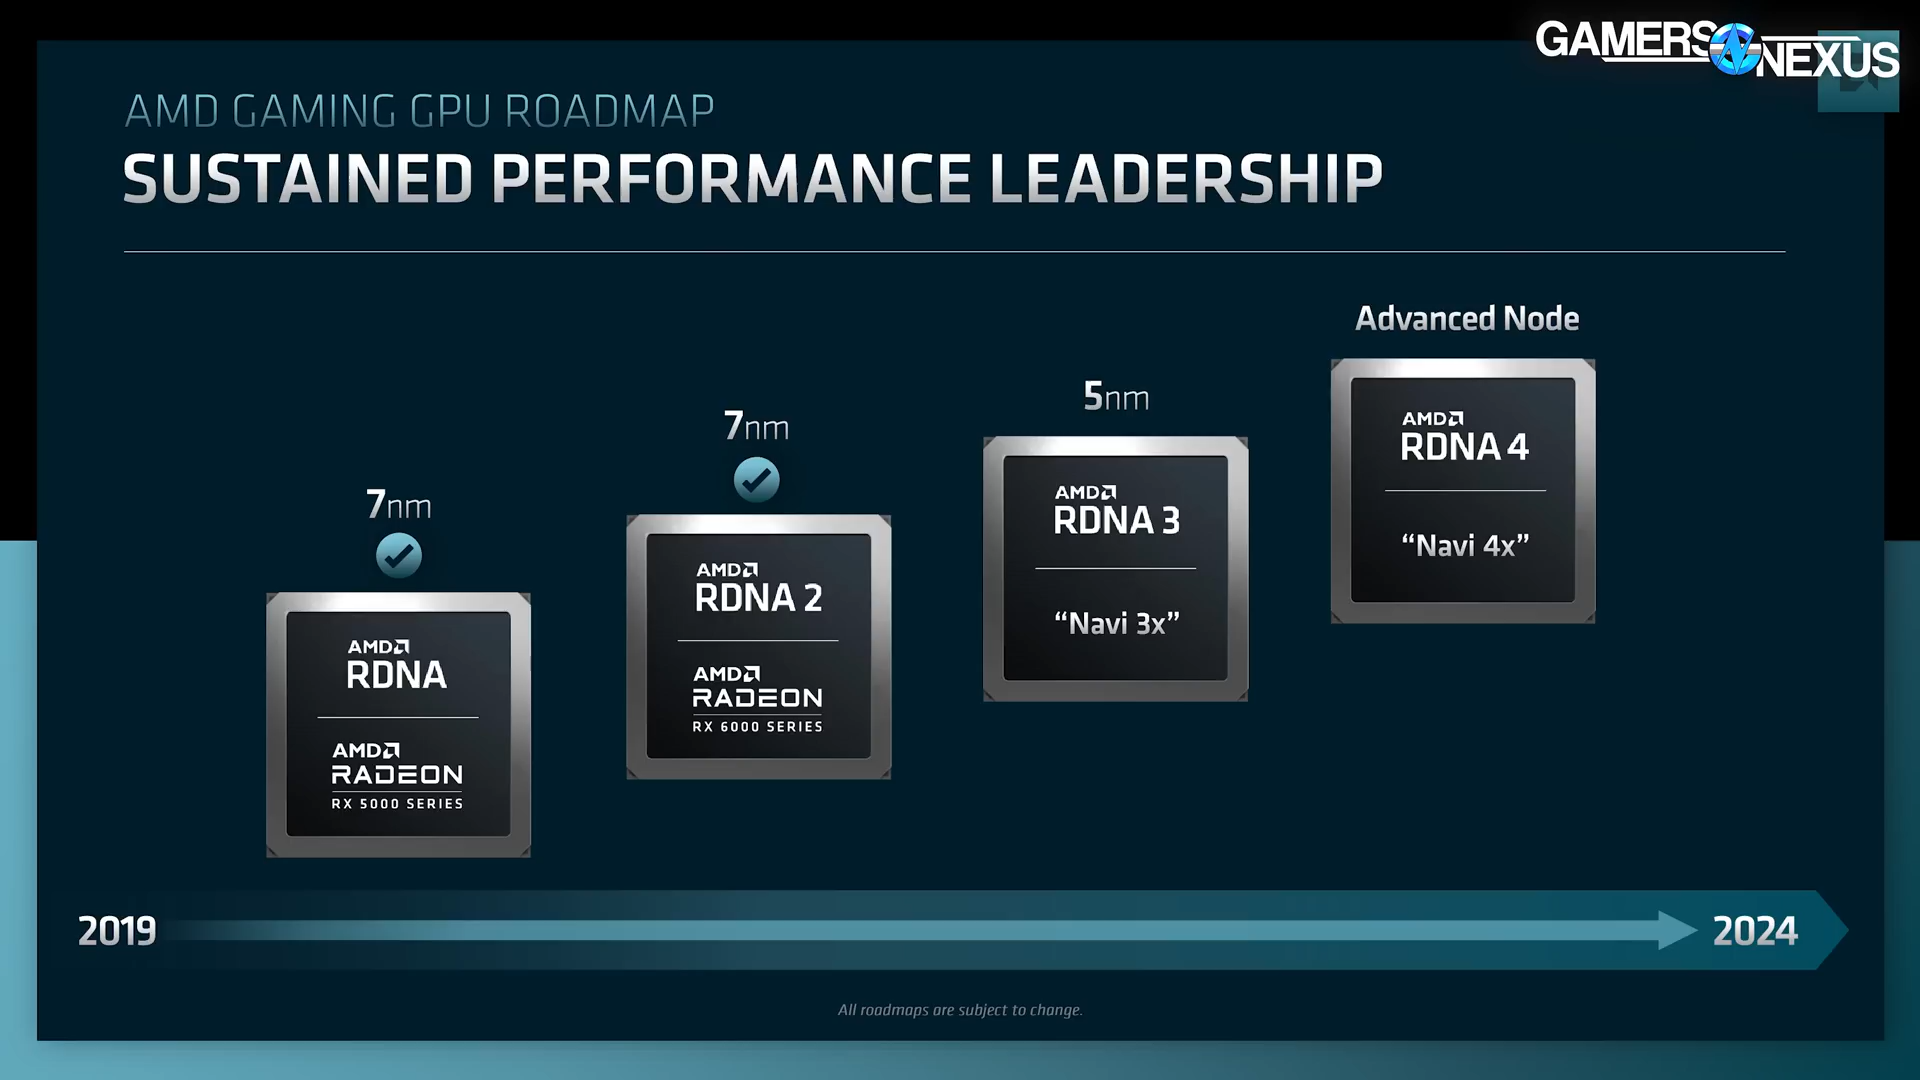 GAMERS NEXUS
AMD GAMING GPU ROADMAP
SUSTAINED PERFORMANCE LEADERSHIP
7nm
AMD
RDNA
AMD
RADEON
RX 5000 SERIES
7nm
AMD
RDNA 2
AMD
RADEON
RX 6000 SERIES
5nm
AMD
RDNA 3
“Navi 3x”
Advanced Node
AMD
RDNA 4
“Navi 4x”
2019
2024
All roadmaps are subject to change.